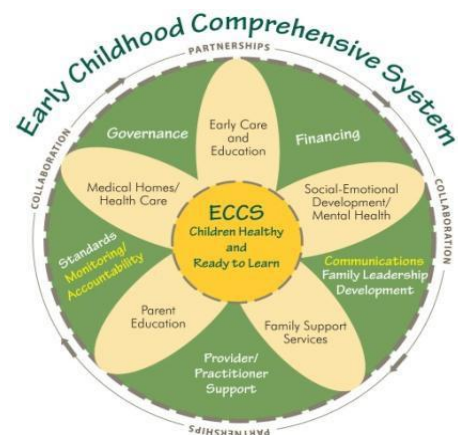 Early Childhood Comprehensive System
PARTNERSHIPS
COLLABORATION
COLLABORATION
Governance
Early Care
and
Education
Financing
Medical Homes/
Health Care
Social-Emotional
Development/
Mental Health
ECCS
Children Healthy
and
Ready to Learn
Standards
Monitoring/
Accountability
Communications
Family Leadership
Development
Parent
Education
Family Support
Services
Provider/
Practitioner
Support
PARTNERSHIPS